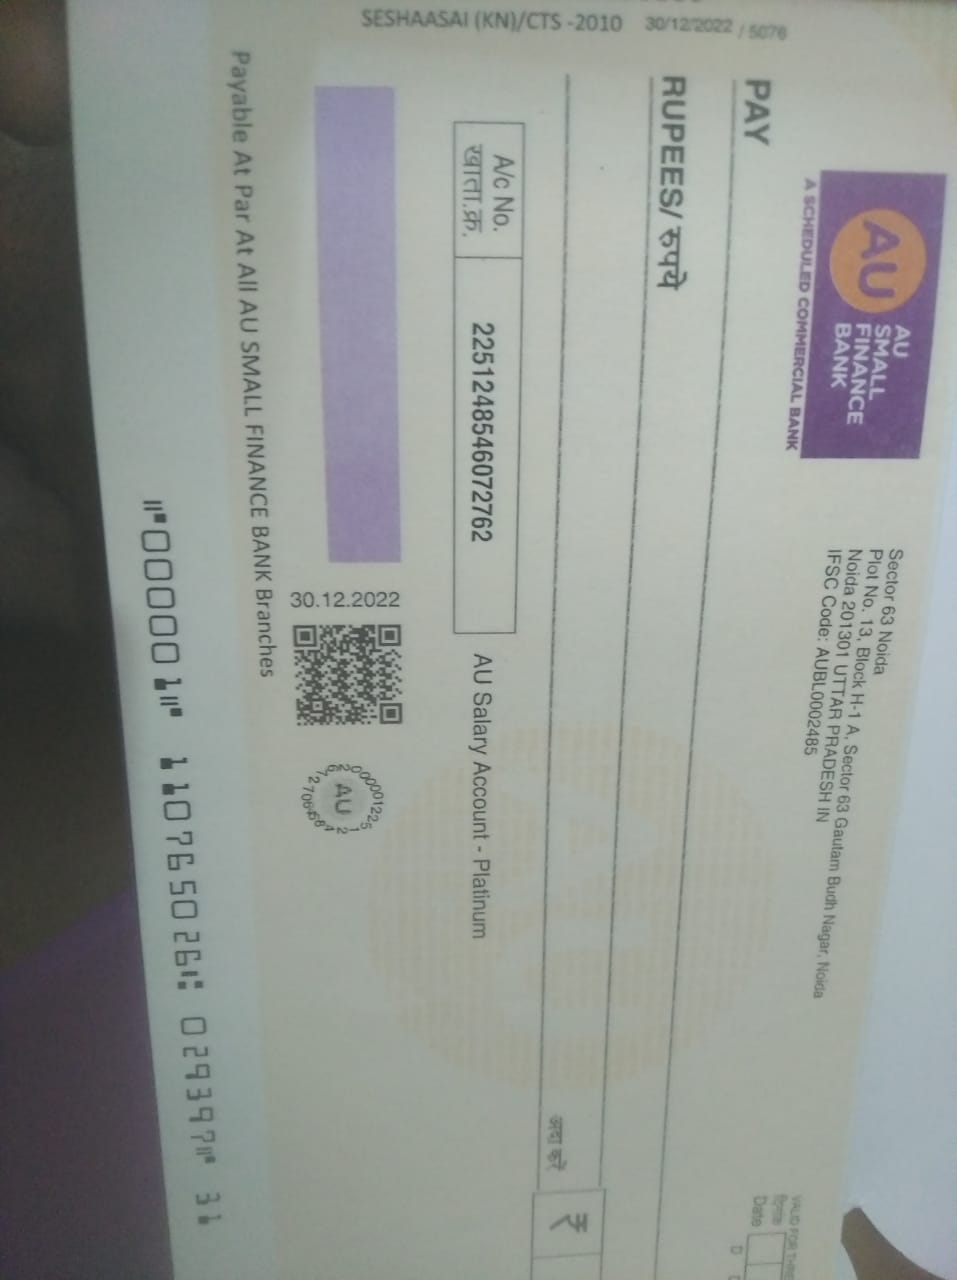 AU
AU
SMALL
FINANCE
BANK
A SCHEDULED COMMERCIAL BANK
Sector 63 Noida
Plot No. 13, Block H-1 A, Sector 63 Gautam Budh Nagar, Noida
Noida 201301 UTTAR PRADESH IN
IFSC Code: AUBL0002485
VALID FOR THR
दिनांक
Date
D
PAY
RUPEES/ रुपये
अदा करें
₹
A/c No.
खाता.क्र.
2251248546072762
AU Salary Account - Platinum
SESHAASAI (KN)/CTS -2010 30/12/2022 / 5076
30.12.2022
AU
Payable At Par At All AU SMALL FINANCE BANK Branches
⑈000001⑈ 110765026⑆ 029397⑈ 31